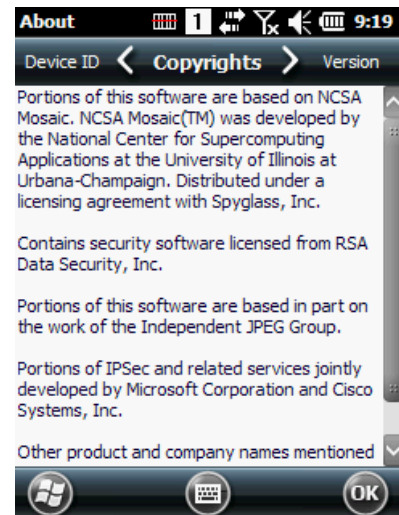 About 1 9:19
Device ID Copyrights Version
Portions of this software are based on NCSA
Mosaic. NCSA Mosaic(TM) was developed by
the National Center for Supercomputing
Applications at the University of Illinois at
Urbana-Champaign. Distributed under a
licensing agreement with Spyglass, Inc.
Contains security software licensed from RSA
Data Security, Inc.
Portions of this software are based in part on
the work of the Independent JPEG Group.
Portions of IPSec and related services jointly
developed by Microsoft Corporation and Cisco
Systems, Inc.
Other product and company names mentioned
OK